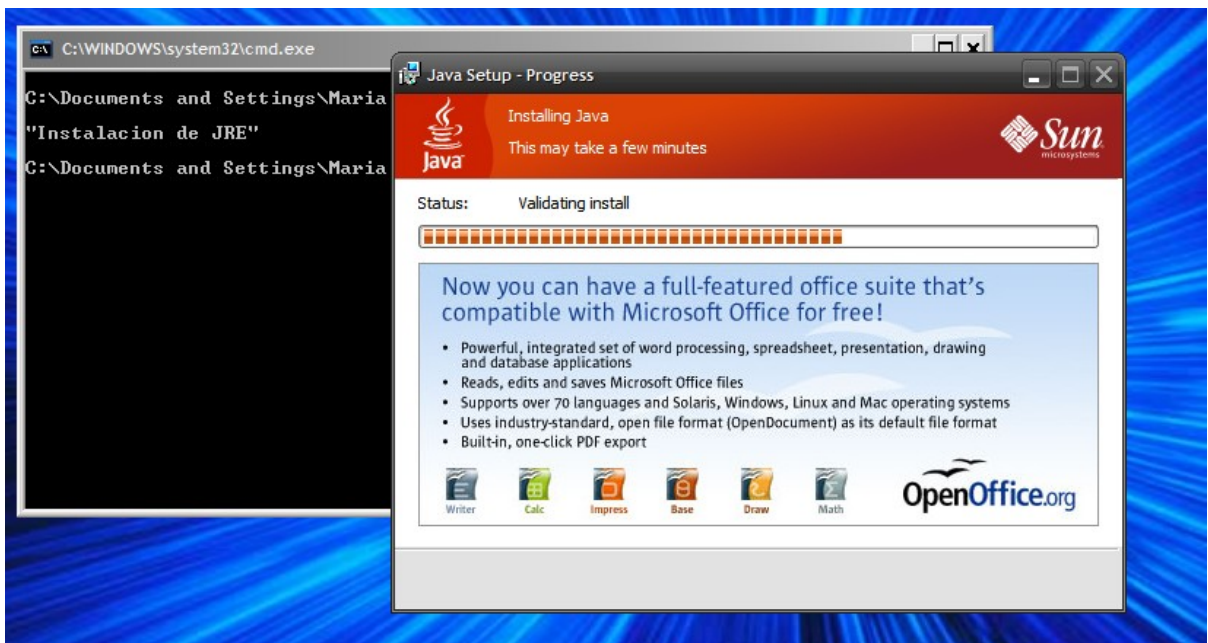 C:\WINDOWS\system32\cmd.exe
C:\Documents and Settings\Maria
"Instalacion de JRE"
C:\Documents and Settings\Maria
Java Setup - Progress
Java
Installing Java
This may take a few minutes
Sun
microsystems
Status: Validating install
Now you can have a full-featured office suite that's
compatible with Microsoft Office for free!
• Powerful, integrated set of word processing, spreadsheet, presentation, drawing
and database applications
• Reads, edits and saves Microsoft Office files
• Supports over 70 languages and Solaris, Windows, Linux and Mac operating systems
• Uses industry-standard, open file format (OpenDocument) as its default file format
• Built-in, one-click PDF export
Writer Calc Impress Base Draw Math
OpenOffice.org